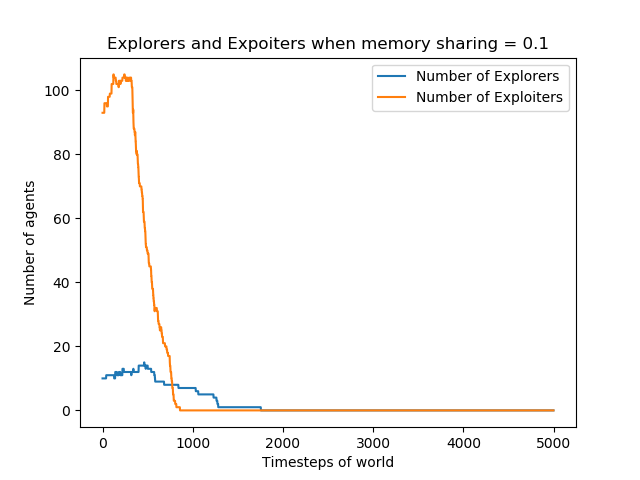 Explorers and Expoiters when memory sharing = 0.1
Number of Explorers
Number of Exploiters
Number of agents
100
80
60
40
20
0
0 1000 2000 3000 4000 5000
Timesteps of world